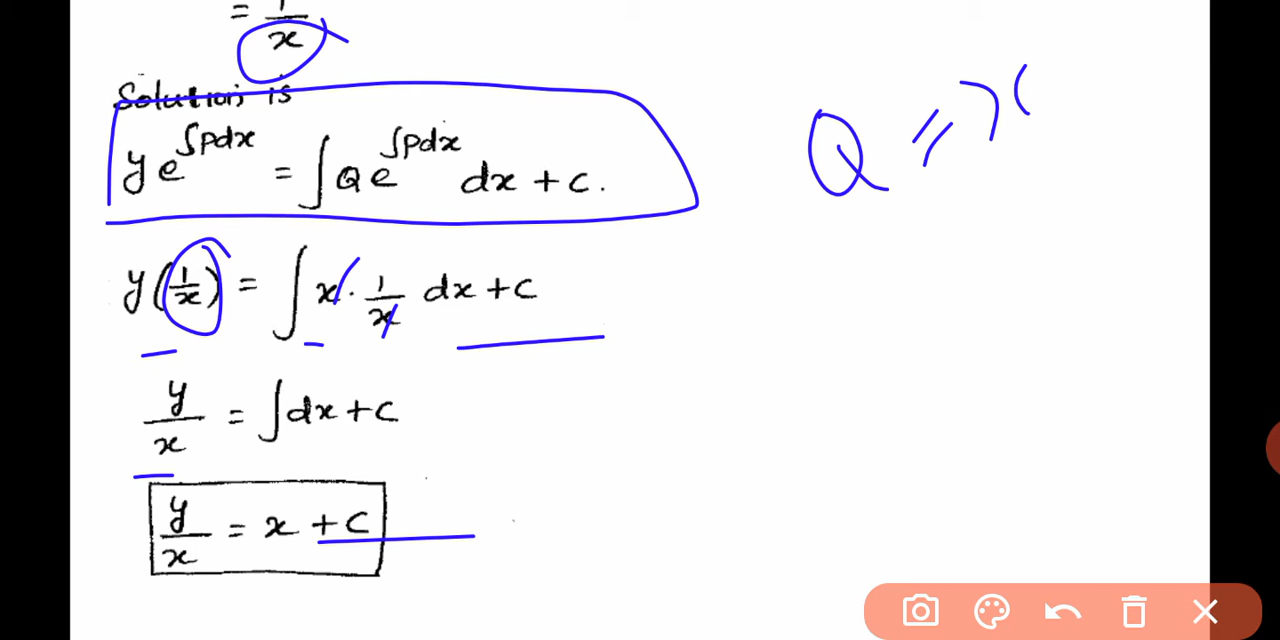 = 1/x
Solution is
y e^∫pdx = ∫ Q e^∫pdx dx + c.
Q = x
y(1/x) = ∫ x · 1/x dx + c
y/x = ∫dx + c
y/x = x + c